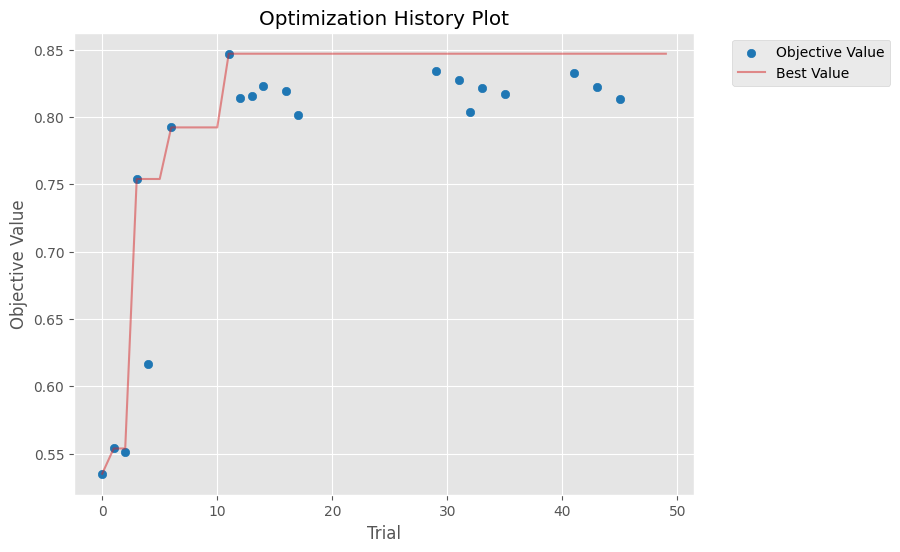 Optimization History Plot
Objective Value
Best Value
Objective Value
0.85
0.80
0.75
0.70
0.65
0.60
0.55
0
10
20
30
40
50
Trial